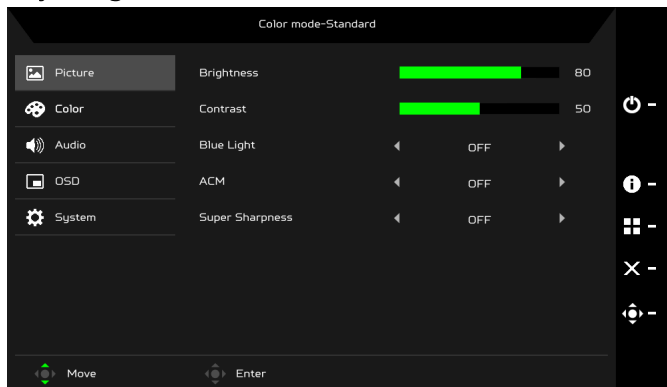 Color mode-Standard
Picture
Brightness 80
Color
Contrast 50
Audio
Blue Light OFF
OSD
ACM OFF
System
Super Sharpness OFF
Move
Enter